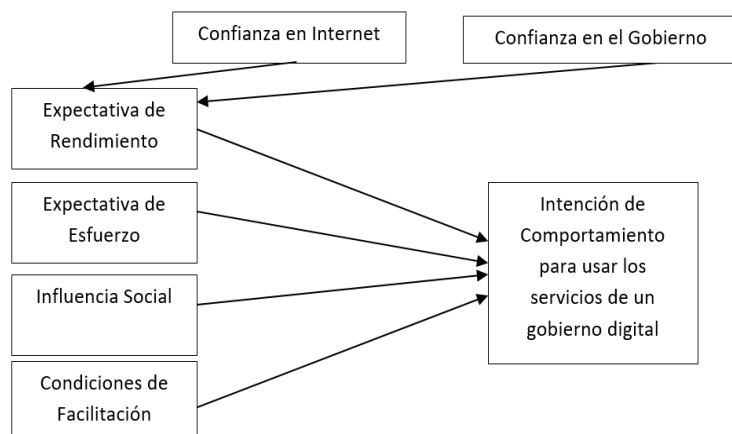 Confianza en Internet
Confianza en el Gobierno
Expectativa de
Rendimiento
Expectativa de
Esfuerzo
Influencia Social
Condiciones de
Facilitación
Intención de
Comportamiento
para usar los
servicios de un
gobierno digital